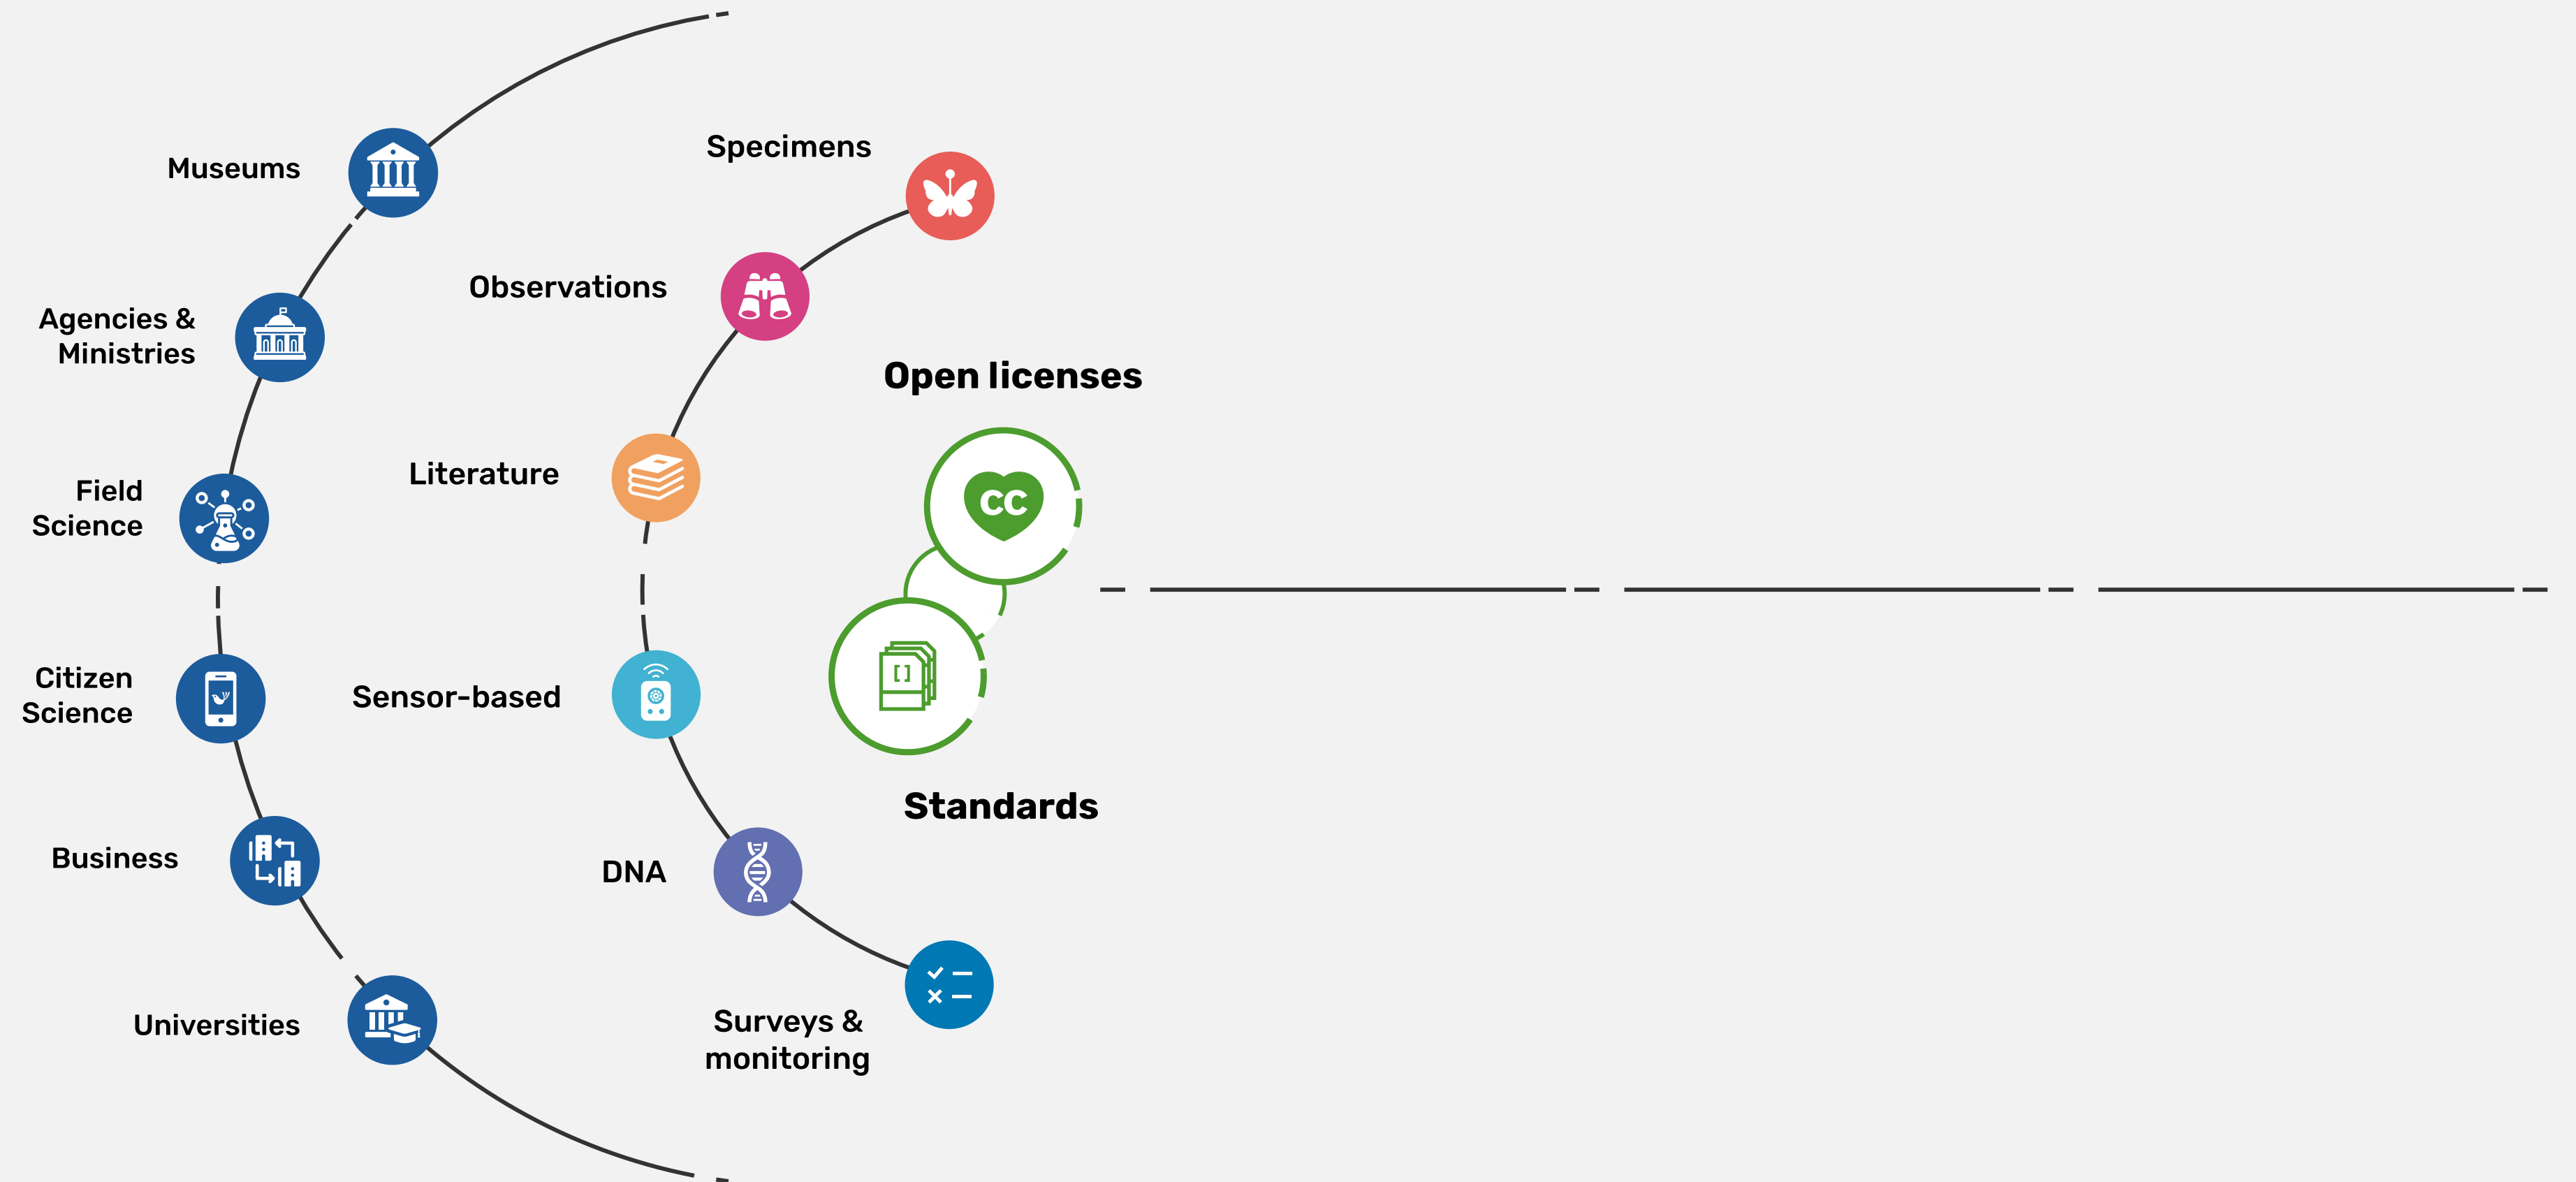 Museums
Agencies &
Ministries
Field
Science
Citizen
Science
Business
Universities
Specimens
Observations
Literature
Sensor-based
DNA
Surveys &
monitoring
Open licenses
CC
[ ]
Standards